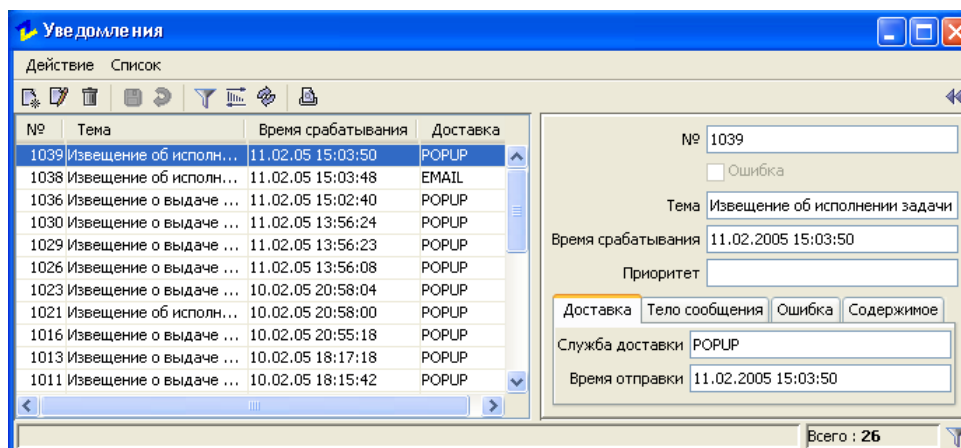 Уведомления
Действие Список
№ Тема Время срабатывания Доставка
1039 Извещение об исполн... 11.02.05 15:03:50 POPUP
1038 Извещение об исполн... 11.02.05 15:03:48 EMAIL
1036 Извещение о выдаче ... 11.02.05 15:02:40 POPUP
1030 Извещение о выдаче ... 11.02.05 13:56:24 POPUP
1029 Извещение о выдаче ... 11.02.05 13:56:23 POPUP
1026 Извещение о выдаче ... 11.02.05 13:56:08 POPUP
1023 Извещение о выдаче ... 10.02.05 20:58:04 POPUP
1021 Извещение об исполн... 10.02.05 20:58:00 POPUP
1016 Извещение о выдаче ... 10.02.05 20:55:18 POPUP
1013 Извещение о выдаче ... 10.02.05 18:17:18 POPUP
1011 Извещение о выдаче ... 10.02.05 18:15:42 POPUP
№ 1039
Ошибка
Тема Извещение об исполнении задачи
Время срабатывания 11.02.2005 15:03:50
Приоритет
Доставка Тело сообщения Ошибка Содержимое
Служба доставки POPUP
Время отправки 11.02.2005 15:03:50
Всего : 26